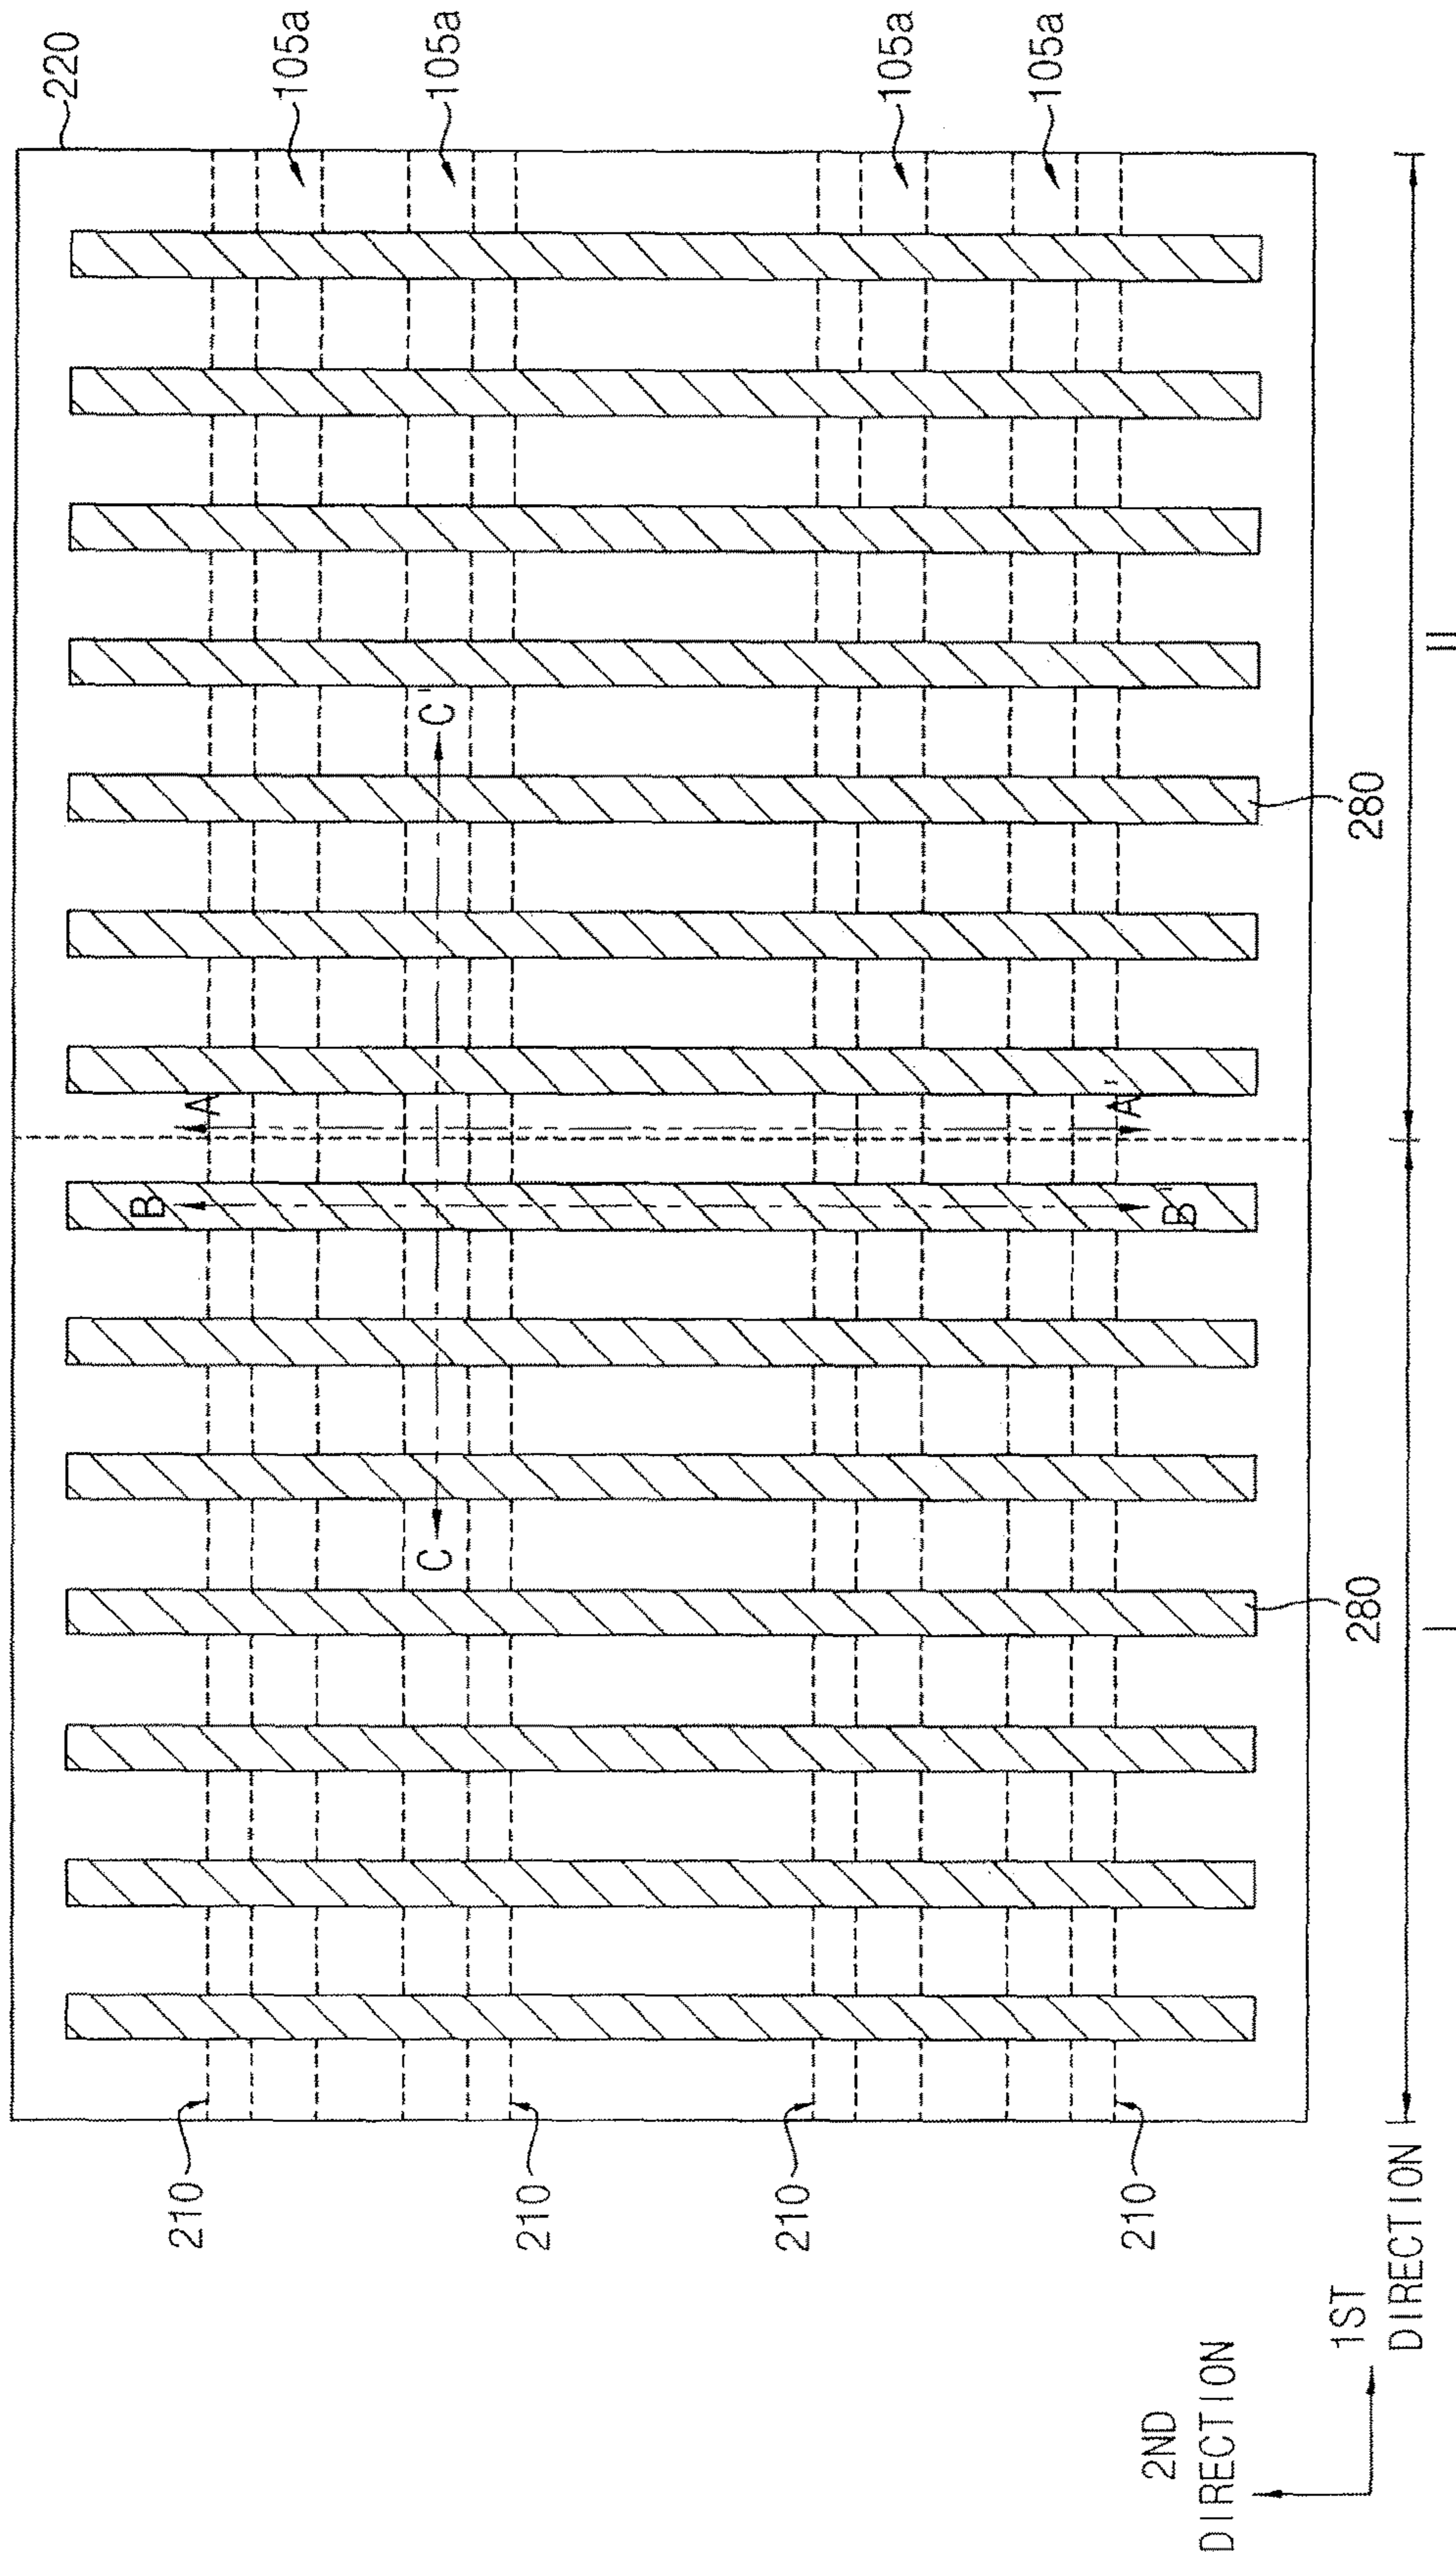 220
B
210
A
105a
C
C'
105a
210
210
105a
105a
A'
210
B'
2ND
DIRECTION
1ST
DIRECTION
280
280
I
II